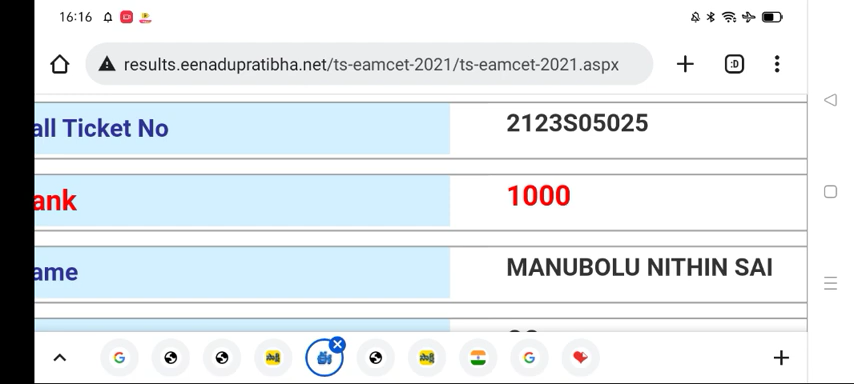 16:16
results.eenadupratibha.net/ts-eamcet-2021/ts-eamcet-2021.aspx
:D
all Ticket No 2123S05025
ank 1000
ame MANUBOLU NITHIN SAI